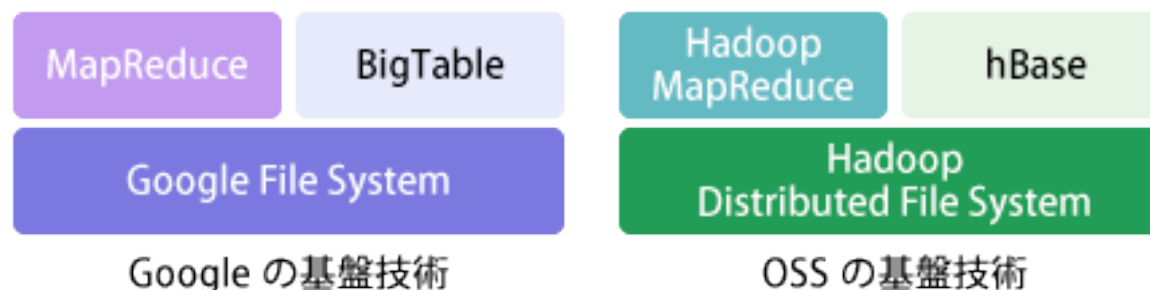 MapReduce
BigTable
Google File System
Google の基盤技術
Hadoop
MapReduce
hBase
Hadoop
Distributed File System
OSS の基盤技術